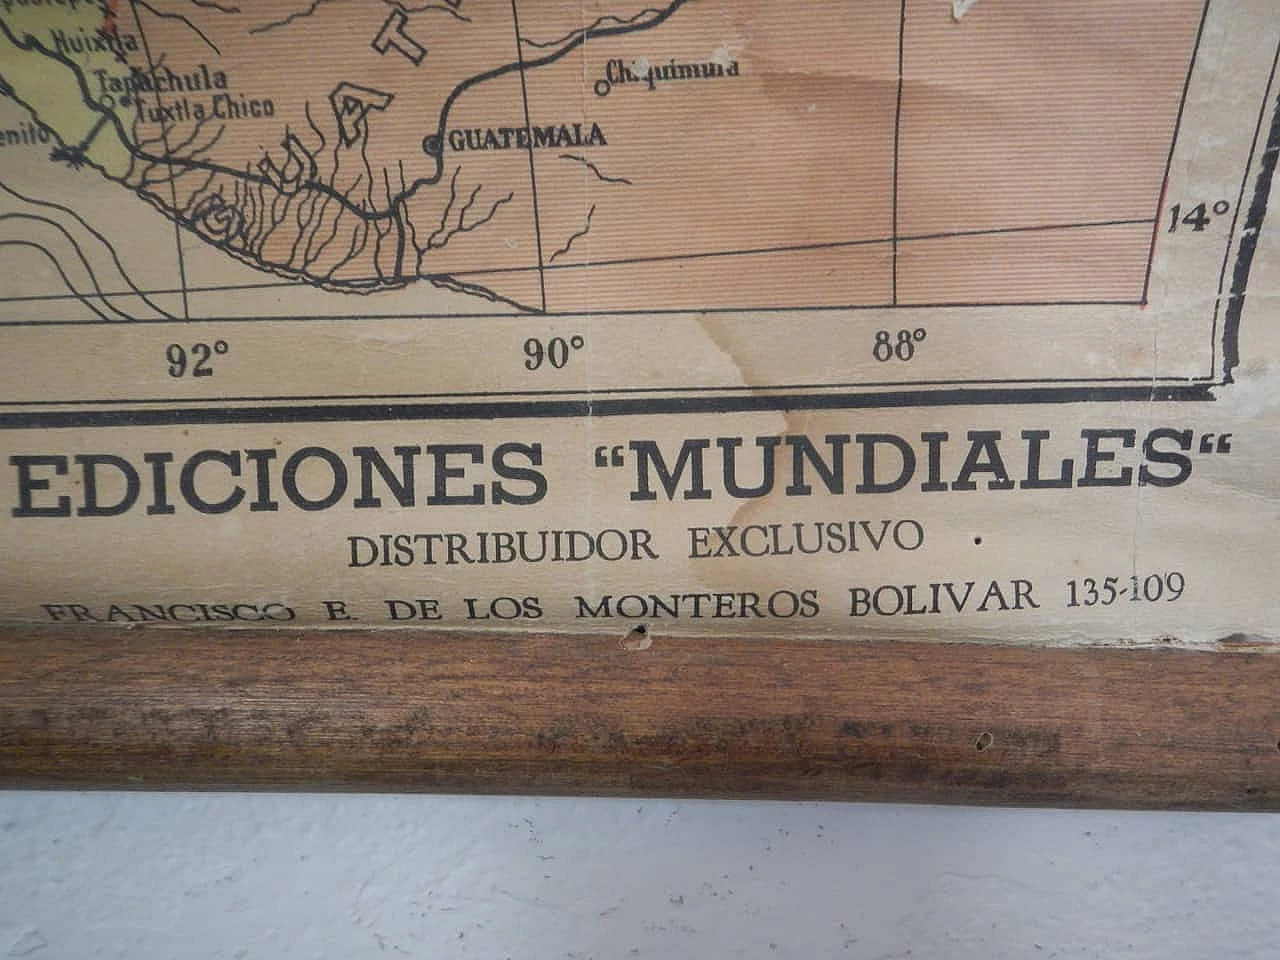 Huixtla
Tapachula
Tuxtla Chico
Chiquimula
GUATEMALA
GUAT
14°
92° 90° 88°
EDICIONES “MUNDIALES“
DISTRIBUIDOR EXCLUSIVO .
FRANCISCO E. DE LOS MONTEROS BOLIVAR 135-109